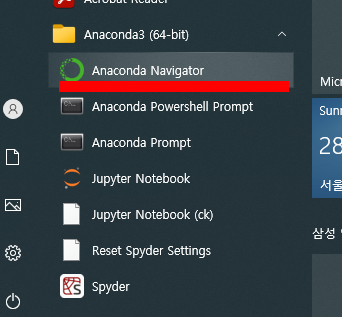 Acrobat Reader
Anaconda3 (64-bit)
Anaconda Navigator
Anaconda Powershell Prompt
Anaconda Prompt
Jupyter Notebook
Jupyter Notebook (ck)
Reset Spyder Settings
Spyder
Micr
Sunn
28
서울
삼성